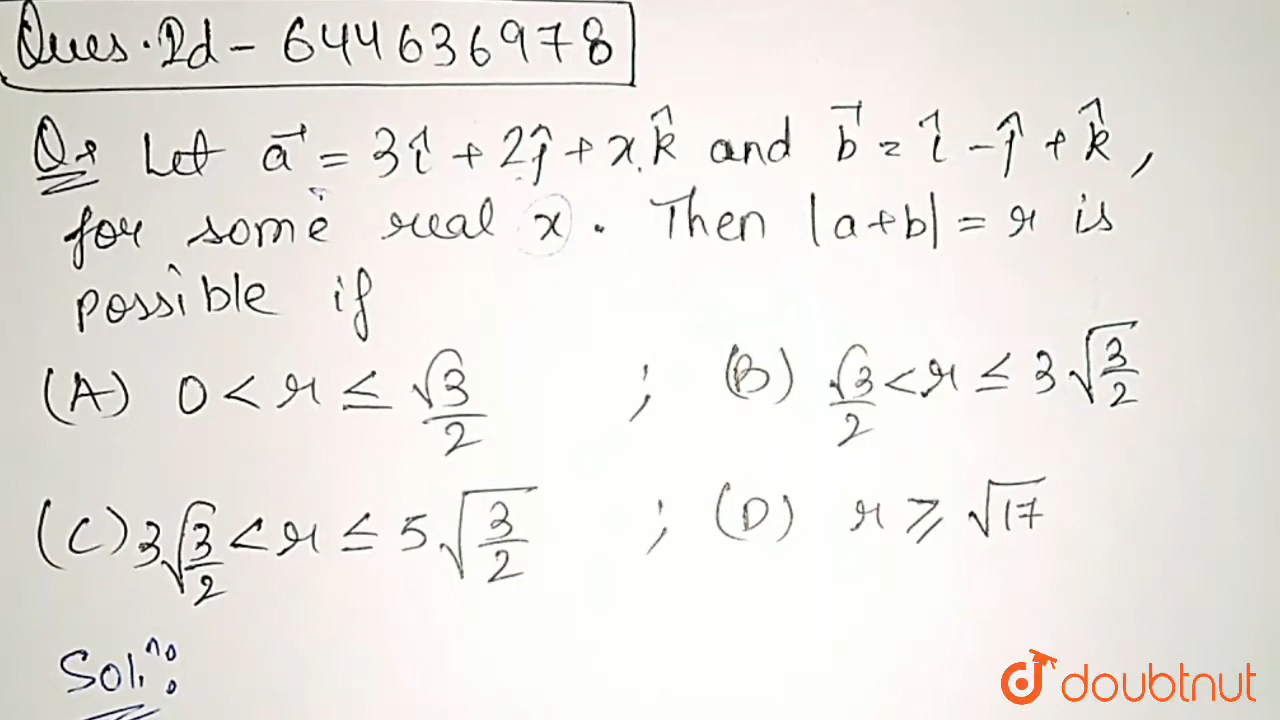 Ques. Id - 644636978
Q. Let a⃗ = 3î + 2ĵ + xk̂ and b⃗ = î - ĵ + k̂,
for some real x. Then |a+b| = r is
possible if
(A) 0 < r ≤ √3/2 ; (B) √3/2 < r ≤ 3√(3/2)
(C) 3√(3/2) < r ≤ 5√(3/2) ; (D) r ≥ √17
Solⁿ:
doubtnut